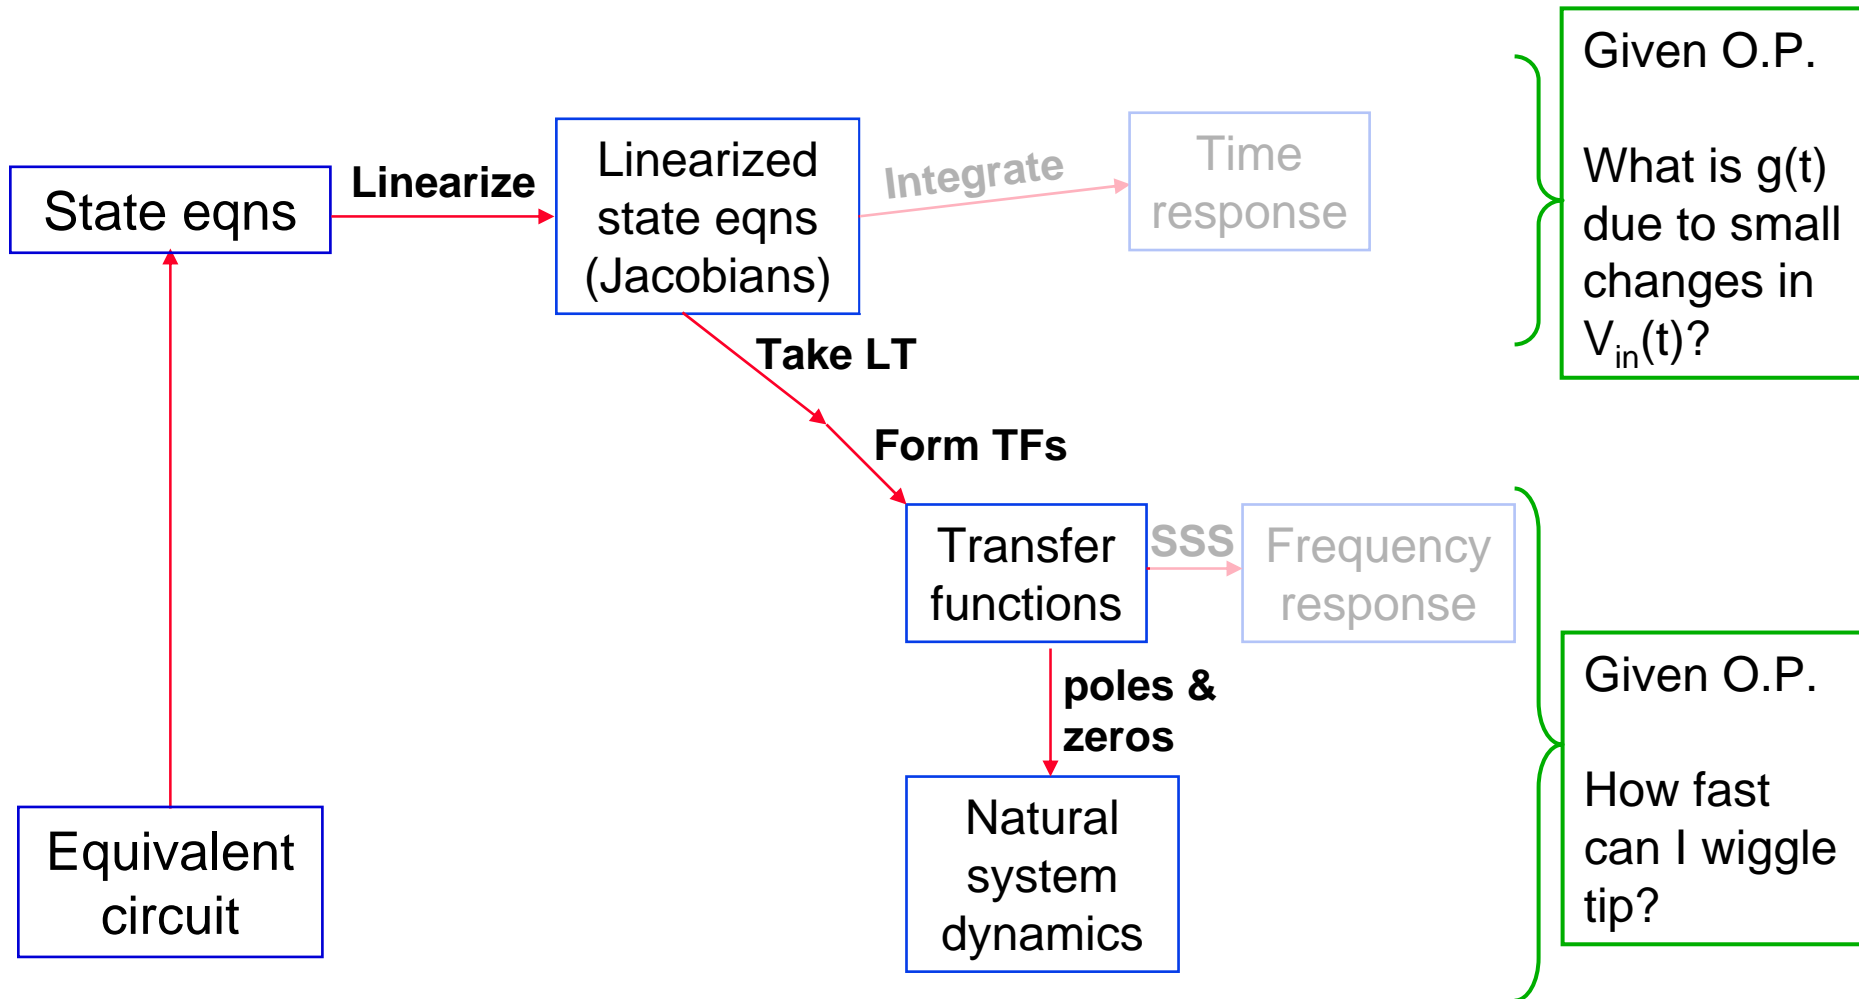 State eqns
Linearize
Linearized
state eqns
(Jacobians)
Integrate
Time
response
Given O.P.
What is g(t)
due to small
changes in
V_in(t)?
Take LT
Form TFs
Transfer
functions
SSS
Frequency
response
poles &
zeros
Natural
system
dynamics
Equivalent
circuit
Given O.P.
How fast
can I wiggle
tip?